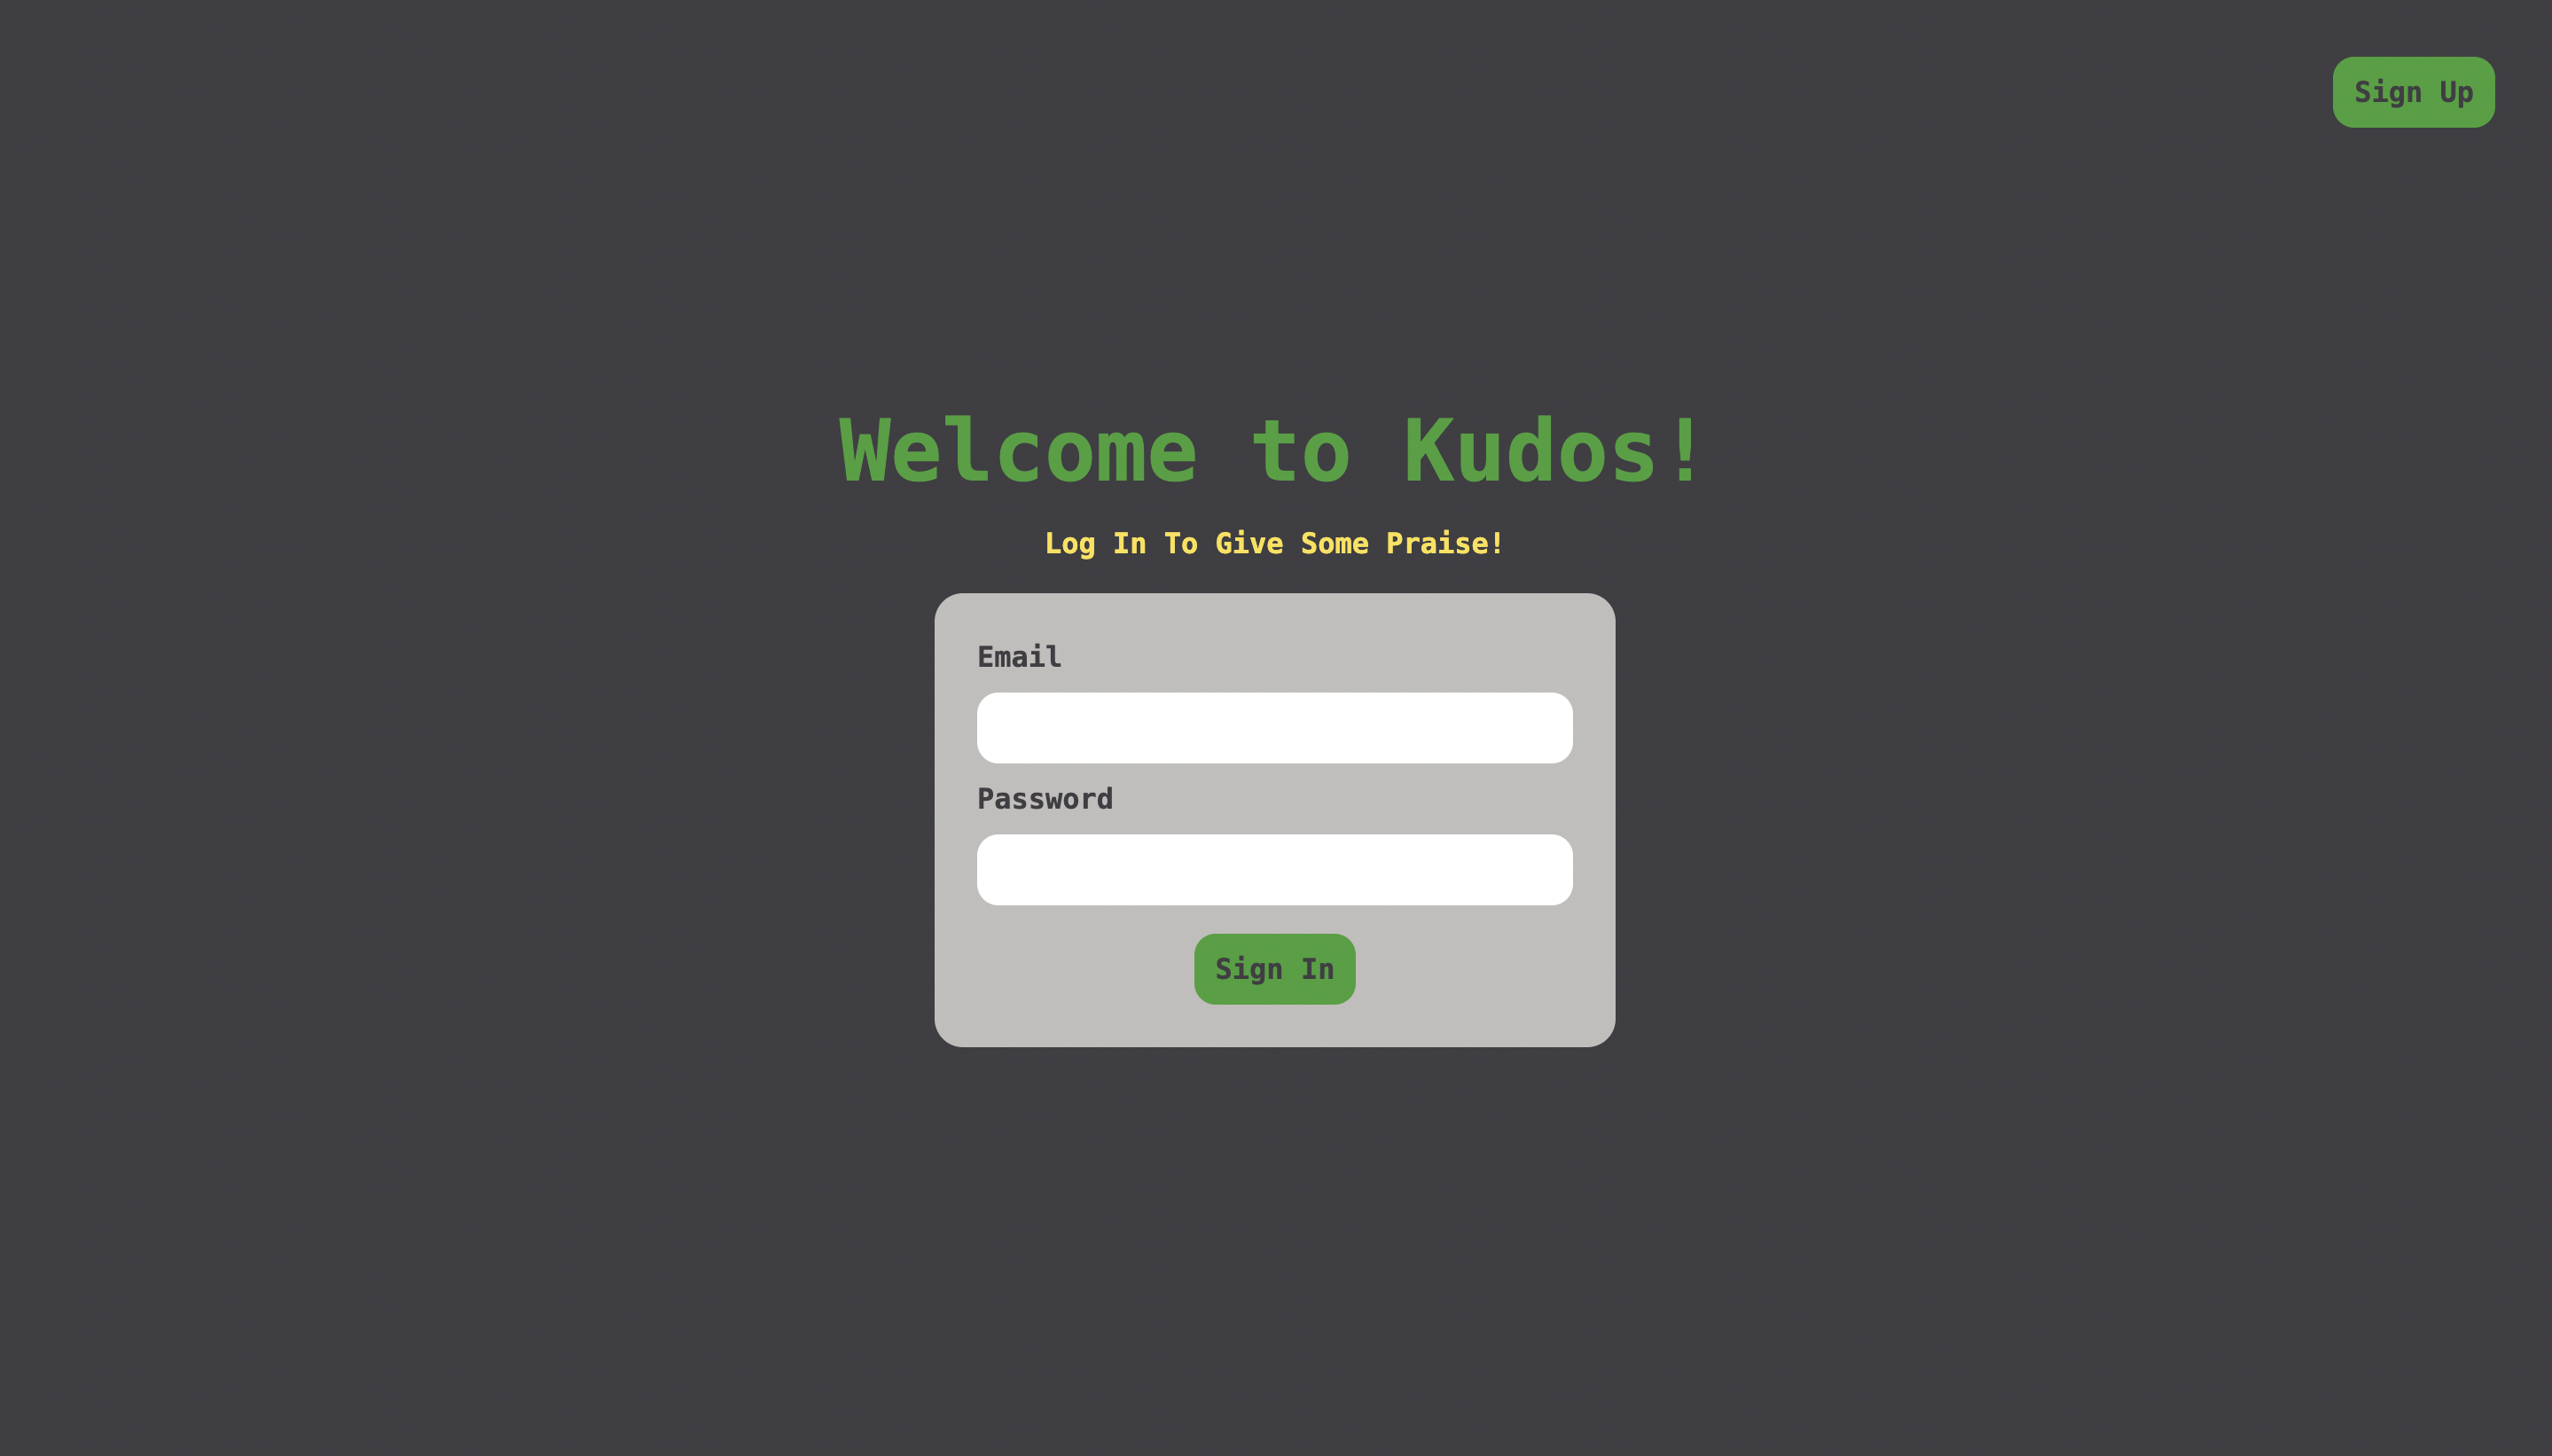 Sign Up
Welcome to Kudos!
Log In To Give Some Praise!
Email
Password
Sign In